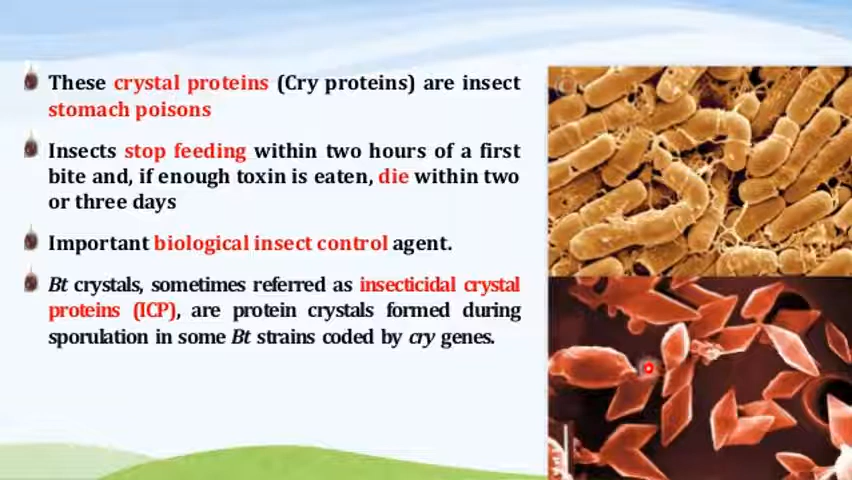 These crystal proteins (Cry proteins) are insect
stomach poisons
Insects stop feeding within two hours of a first
bite and, if enough toxin is eaten, die within two
or three days
Important biological insect control agent.
Bt crystals, sometimes referred as insecticidal crystal
proteins (ICP), are protein crystals formed during
sporulation in some Bt strains coded by cry genes.